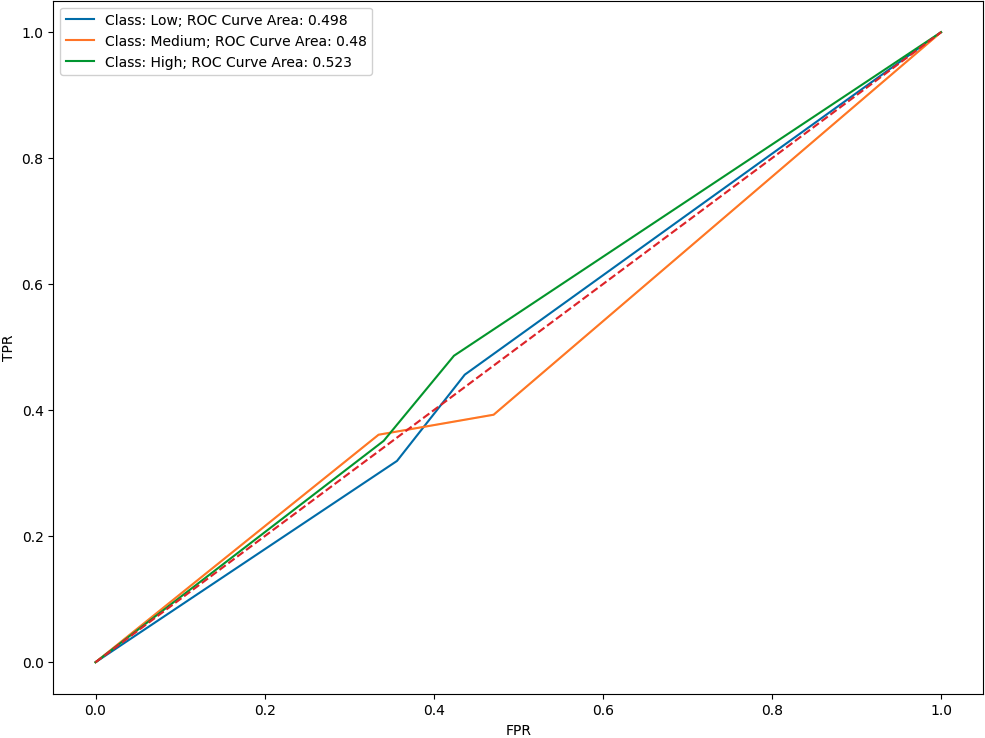 Class: Low; ROC Curve Area: 0.498
Class: Medium; ROC Curve Area: 0.48
Class: High; ROC Curve Area: 0.523
1.0
0.8
0.6
0.4
0.2
0.0
TPR
0.0 0.2 0.4 0.6 0.8 1.0
FPR